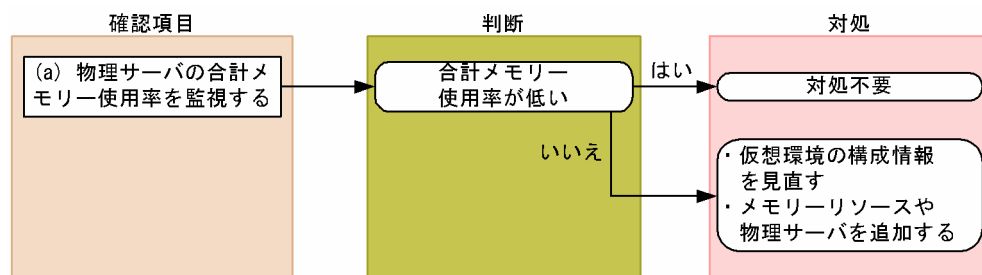 確認項目
判断
対処
(a) 物理サーバの合計メ
モリー使用率を監視する
合計メモリー
使用率が低い
はい
対処不要
いいえ
・仮想環境の構成情報
を見直す
・メモリーリソースや
物理サーバを追加する